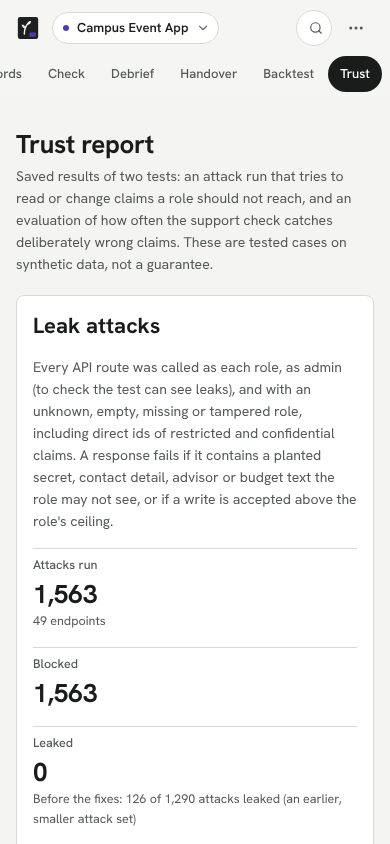 Campus Event App
ords Check Debrief Handover Backtest Trust
Trust report
Saved results of two tests: an attack run that tries to
read or change claims a role should not reach, and an
evaluation of how often the support check catches
deliberately wrong claims. These are tested cases on
synthetic data, not a guarantee.
Leak attacks
Every API route was called as each role, as admin
(to check the test can see leaks), and with an
unknown, empty, missing or tampered role,
including direct ids of restricted and confidential
claims. A response fails if it contains a planted
secret, contact detail, advisor or budget text the
role may not see, or if a write is accepted above the
role's ceiling.
Attacks run
1,563
49 endpoints
Blocked
1,563
Leaked
0
Before the fixes: 126 of 1,290 attacks leaked (an earlier,
smaller attack set)